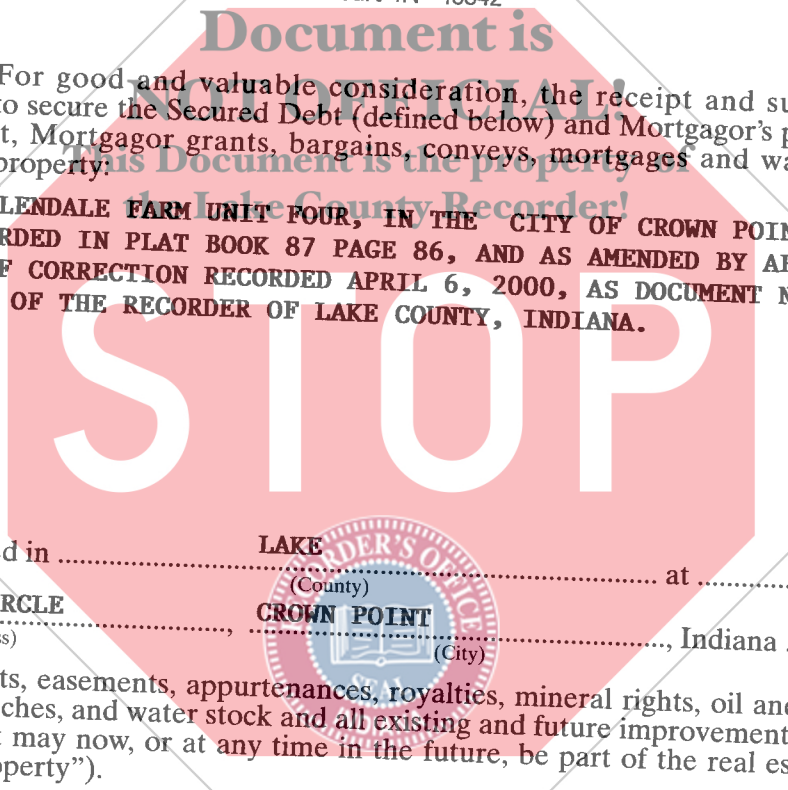 Document is
NOT OFFICIAL!
This Document is the property of
the Lake County Recorder!
STOP
For good and valuable consideration, the receipt and su
to secure the Secured Debt (defined below) and Mortgagor's p
t, Mortgagor grants, bargains, conveys, mortgages and wa
property:
LENDALE FARM UNIT FOUR, IN THE CITY OF CROWN POIN
RDED IN PLAT BOOK 87 PAGE 86, AND AS AMENDED BY
F CORRECTION RECORDED APRIL 6, 2000, AS DOCUMENT N
OF THE RECORDER OF LAKE COUNTY, INDIANA.
d in LAKE at
(County)
RCLE , CROWN POINT , Indiana
ss) (City)
RECORDER'S OFFICE
SEAL
ts, easements, appurtenances, royalties, mineral rights, oil and
ches, and water stock and all existing and future improvement
t may now, or at any time in the future, be part of the real es
operty").